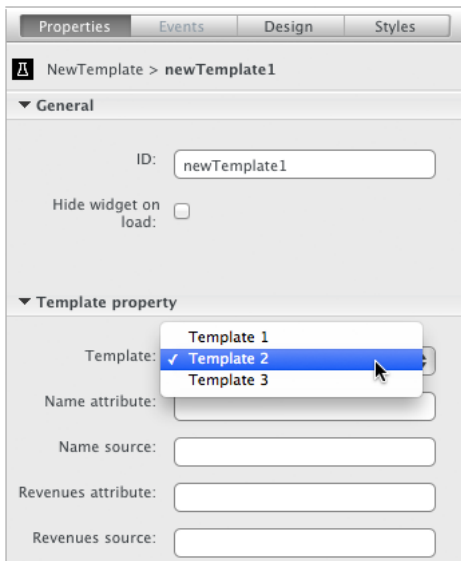 Properties Events Design Styles
NewTemplate > newTemplate1
General
ID: newTemplate1
Hide widget on
load:
Template property
Template 1
Template: ✓ Template 2
Template 3
Name attribute:
Name source:
Revenues attribute:
Revenues source: